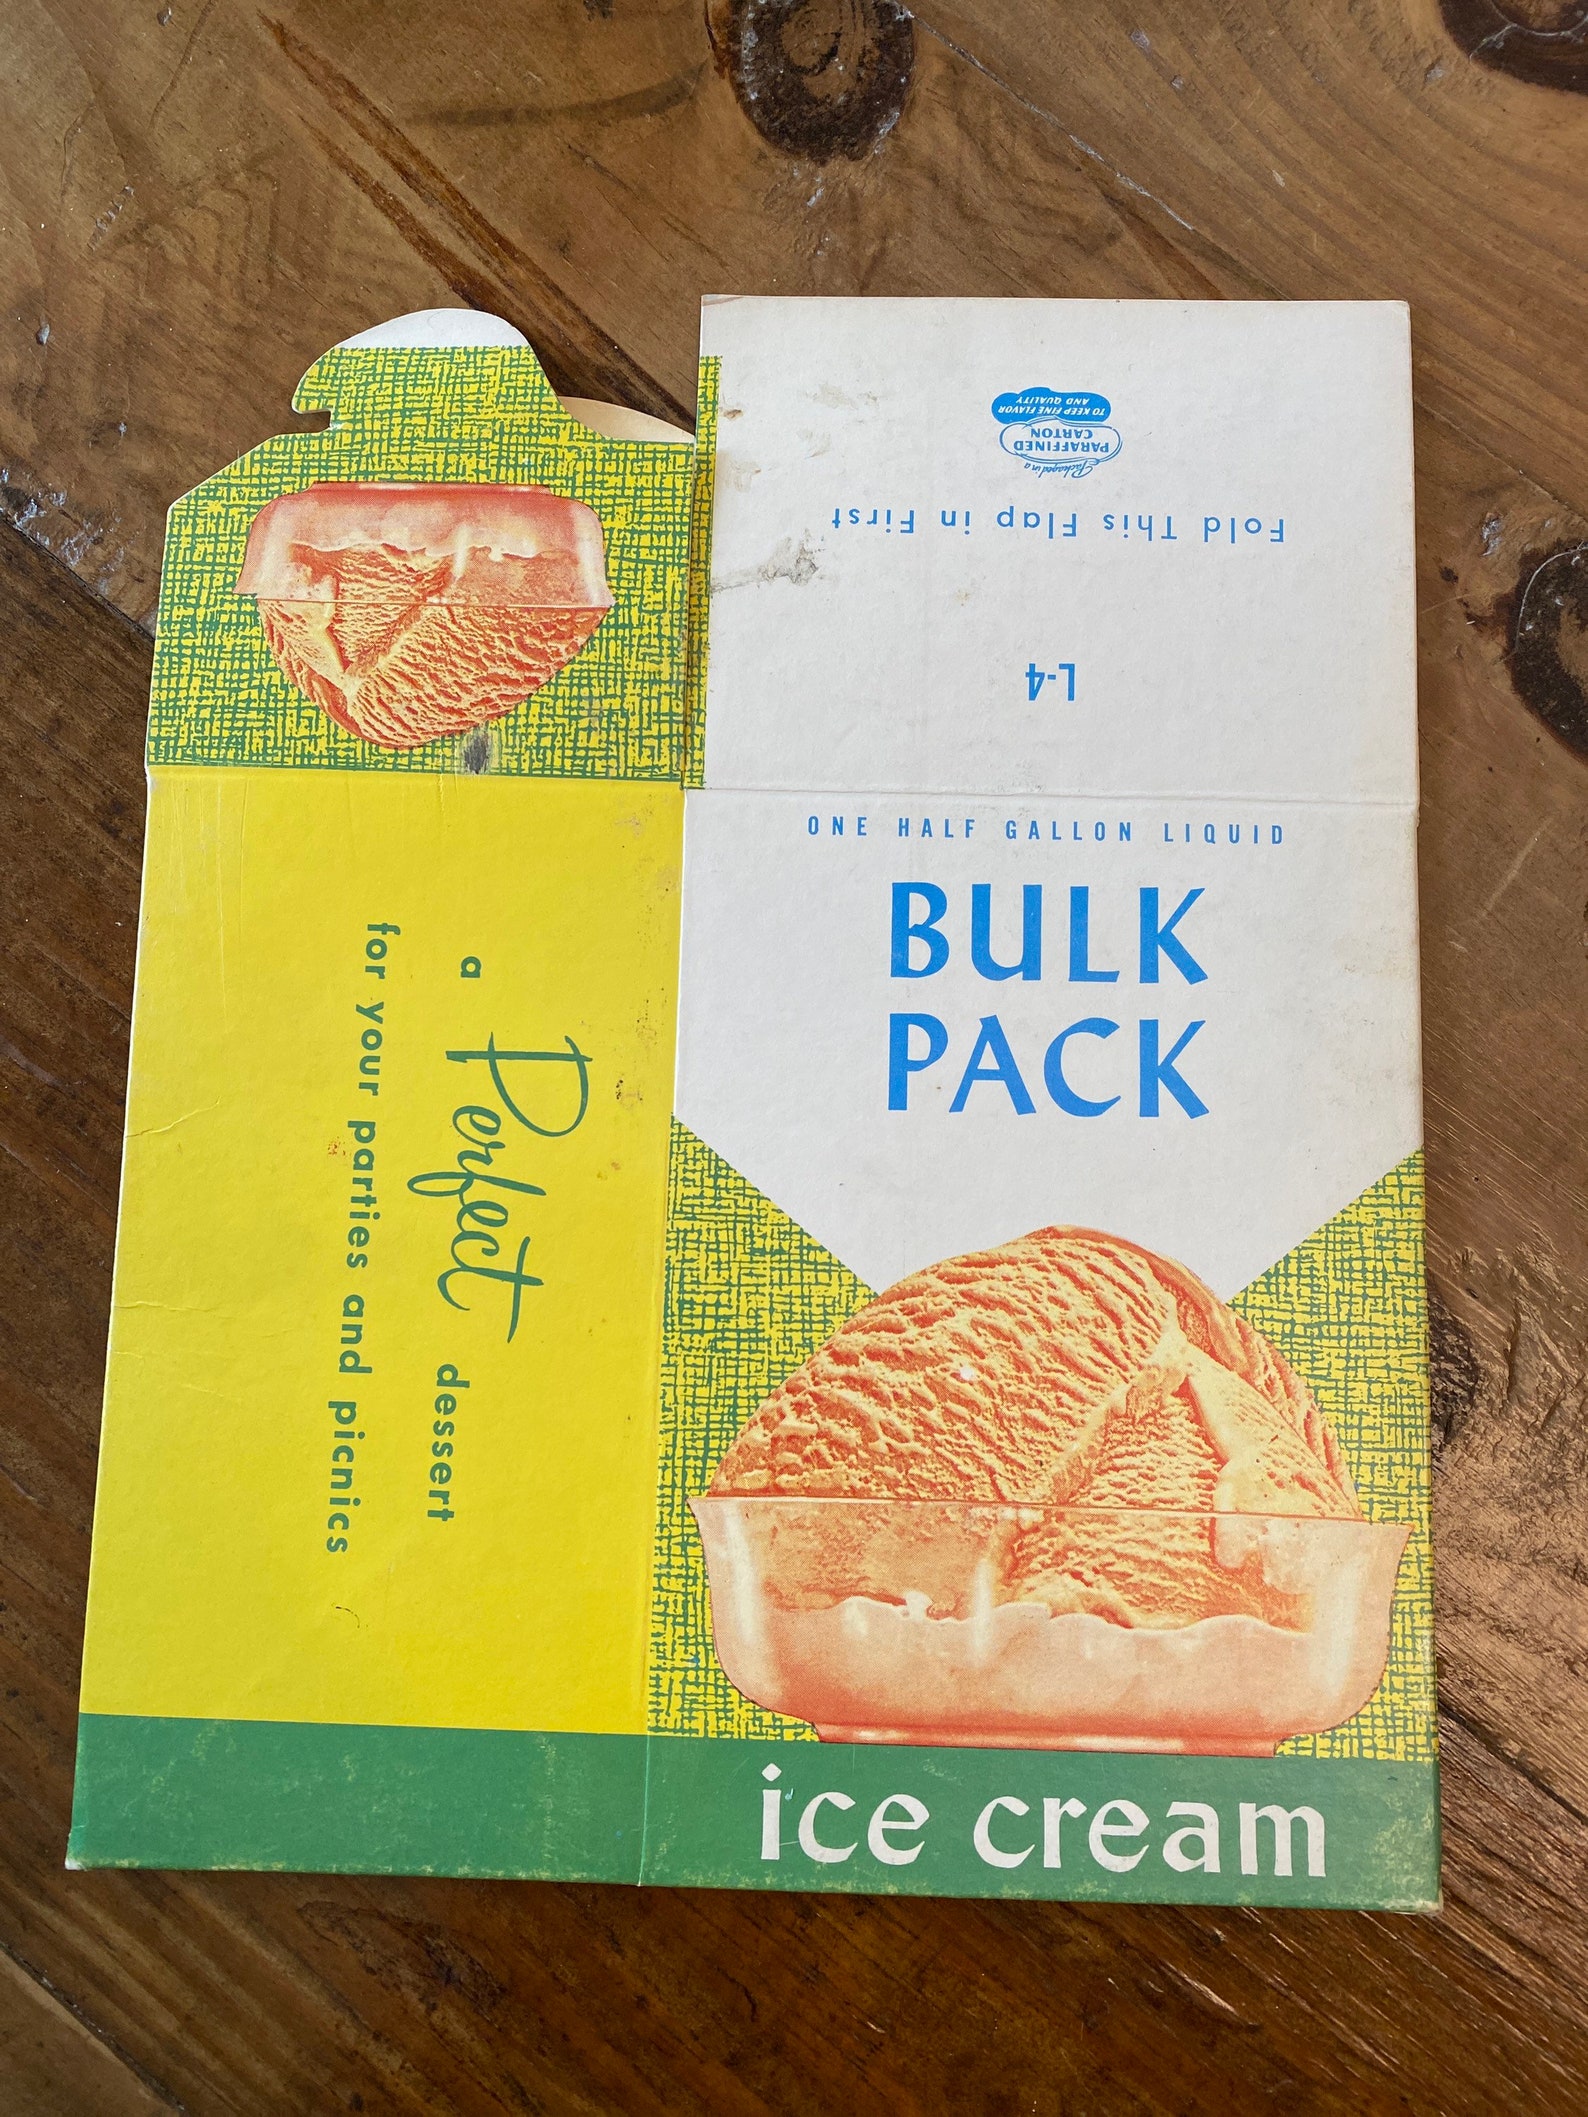 Packaged in a
PARAFFINED
CARTON
TO KEEP FINE FLAVOR
AND QUALITY
Fold This Flap in First
L-4
ONE HALF GALLON LIQUID
BULK
PACK
ice cream
a Perfect dessert
for your parties and picnics